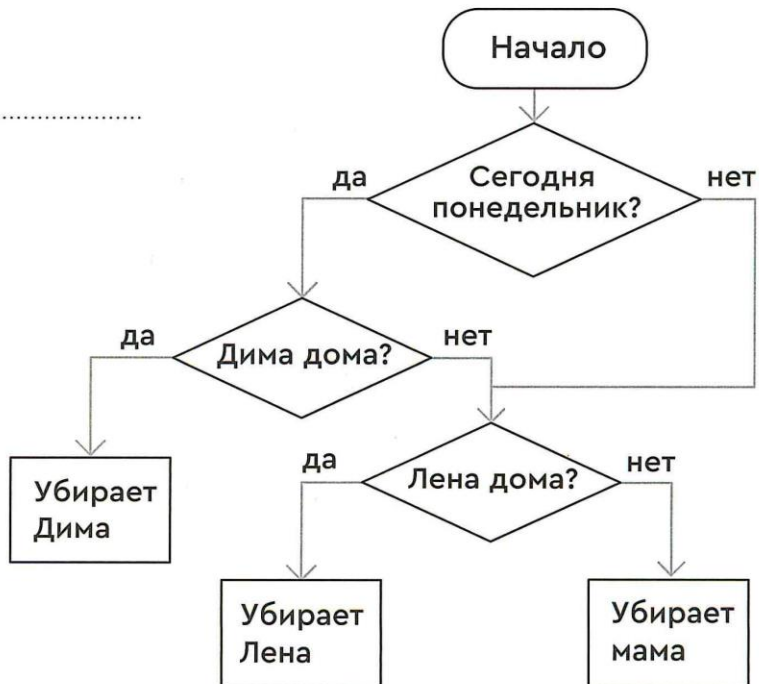 Начало
да
Сегодня
понедельник?
нет
да
Дима дома?
нет
Убирает
Дима
да
Лена дома?
нет
Убирает
Лена
Убирает
мама